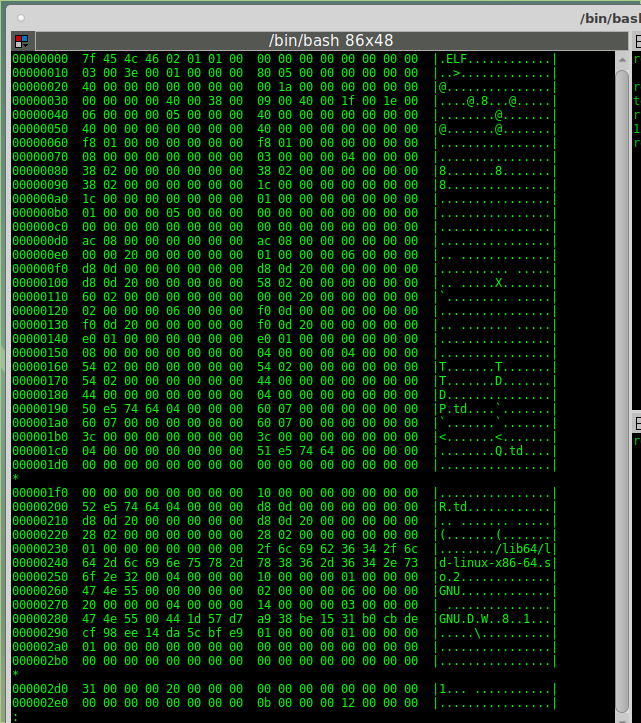 /bin/bash
/bin/bash 86x48
00000000  7f 45 4c 46 02 01 01 00  00 00 00 00 00 00 00 00  |.ELF............|
00000010  03 00 3e 00 01 00 00 00  80 05 00 00 00 00 00 00  |..>.............|
00000020  40 00 00 00 00 00 00 00  00 1a 00 00 00 00 00 00  |@...............|
00000030  00 00 00 00 40 00 38 00  09 00 40 00 1f 00 1e 00  |....@.8...@.....|
00000040  06 00 00 00 05 00 00 00  40 00 00 00 00 00 00 00  |........@.......|
00000050  40 00 00 00 00 00 00 00  40 00 00 00 00 00 00 00  |@.......@.......|
00000060  f8 01 00 00 00 00 00 00  f8 01 00 00 00 00 00 00  |................|
00000070  08 00 00 00 00 00 00 00  03 00 00 00 04 00 00 00  |................|
00000080  38 02 00 00 00 00 00 00  38 02 00 00 00 00 00 00  |8.......8.......|
00000090  38 02 00 00 00 00 00 00  1c 00 00 00 00 00 00 00  |8...............|
000000a0  1c 00 00 00 00 00 00 00  01 00 00 00 00 00 00 00  |................|
000000b0  01 00 00 00 05 00 00 00  00 00 00 00 00 00 00 00  |................|
000000c0  00 00 00 00 00 00 00 00  00 00 00 00 00 00 00 00  |................|
000000d0  ac 08 00 00 00 00 00 00  ac 08 00 00 00 00 00 00  |................|
000000e0  00 00 20 00 00 00 00 00  01 00 00 00 06 00 00 00  |.. .............|
000000f0  d8 0d 00 00 00 00 00 00  d8 0d 20 00 00 00 00 00  |.......... .....|
00000100  d8 0d 20 00 00 00 00 00  58 02 00 00 00 00 00 00  |.. .....X.......|
00000110  60 02 00 00 00 00 00 00  00 00 20 00 00 00 00 00  |`......... .....|
00000120  02 00 00 00 06 00 00 00  f0 0d 00 00 00 00 00 00  |................|
00000130  f0 0d 20 00 00 00 00 00  f0 0d 20 00 00 00 00 00  |.. ....... .....|
00000140  e0 01 00 00 00 00 00 00  e0 01 00 00 00 00 00 00  |................|
00000150  08 00 00 00 00 00 00 00  04 00 00 00 04 00 00 00  |................|
00000160  54 02 00 00 00 00 00 00  54 02 00 00 00 00 00 00  |T.......T.......|
00000170  54 02 00 00 00 00 00 00  44 00 00 00 00 00 00 00  |T.......D.......|
00000180  44 00 00 00 00 00 00 00  04 00 00 00 00 00 00 00  |D...............|
00000190  50 e5 74 64 04 00 00 00  60 07 00 00 00 00 00 00  |P.td....`.......|
000001a0  60 07 00 00 00 00 00 00  60 07 00 00 00 00 00 00  |`.......`.......|
000001b0  3c 00 00 00 00 00 00 00  3c 00 00 00 00 00 00 00  |<.......<.......|
000001c0  04 00 00 00 00 00 00 00  51 e5 74 64 06 00 00 00  |........Q.td....|
000001d0  00 00 00 00 00 00 00 00  00 00 00 00 00 00 00 00  |................|
*
000001f0  00 00 00 00 00 00 00 00  10 00 00 00 00 00 00 00  |................|
00000200  52 e5 74 64 04 00 00 00  d8 0d 00 00 00 00 00 00  |R.td............|
00000210  d8 0d 20 00 00 00 00 00  d8 0d 20 00 00 00 00 00  |.. ....... .....|
00000220  28 02 00 00 00 00 00 00  28 02 00 00 00 00 00 00  |(.......(.......|
00000230  01 00 00 00 00 00 00 00  2f 6c 69 62 36 34 2f 6c  |......../lib64/l|
00000240  64 2d 6c 69 6e 75 78 2d  78 38 36 2d 36 34 2e 73  |d-linux-x86-64.s|
00000250  6f 2e 32 00 04 00 00 00  10 00 00 00 01 00 00 00  |o.2.............|
00000260  47 4e 55 00 00 00 00 00  02 00 00 00 06 00 00 00  |GNU.............|
00000270  20 00 00 00 04 00 00 00  14 00 00 00 03 00 00 00  | ...............|
00000280  47 4e 55 00 44 1d 57 d7  a9 38 be 15 31 b0 cb de  |GNU.D.W..8..1...|
00000290  cf 98 ee 14 da 5c bf e9  01 00 00 00 01 00 00 00  |.....\..........|
000002a0  01 00 00 00 00 00 00 00  00 00 00 00 00 00 00 00  |................|
000002b0  00 00 00 00 00 00 00 00  00 00 00 00 00 00 00 00  |................|
*
000002d0  31 00 00 00 20 00 00 00  00 00 00 00 00 00 00 00  |1... ...........|
000002e0  00 00 00 00 00 00 00 00  0b 00 00 00 12 00 00 00  |................|
: